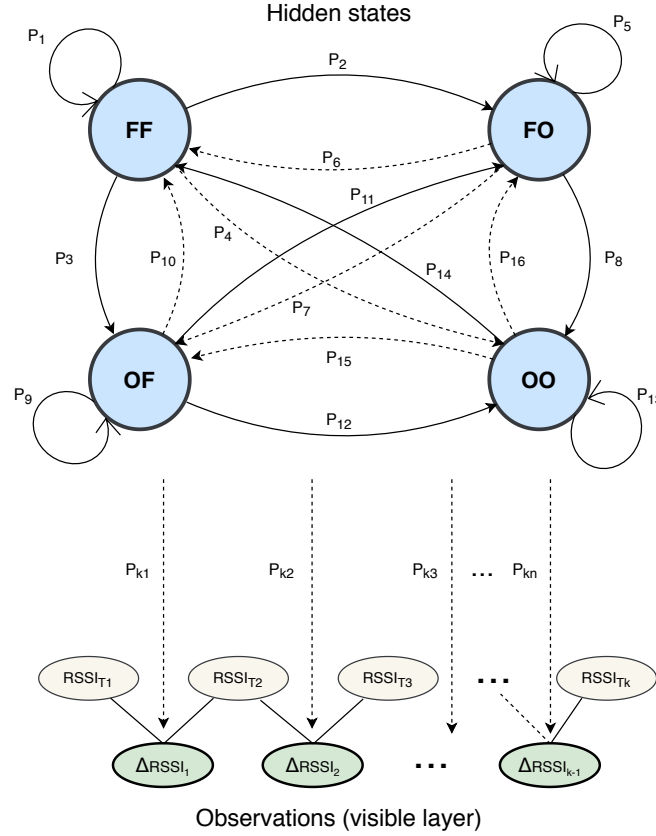 Hidden states
P1
P5
P2
FF
FO
P6
P11
P3
P4
P10
P14
P16
P8
P7
P15
OF
OO
P9
P12
P13
Pk1
Pk2
Pk3
...
Pkn
RSSIT1
RSSIT2
RSSIT3
...
RSSITk
ΔRSSI1
ΔRSSI2
...
ΔRSSIk-1
Observations (visible layer)